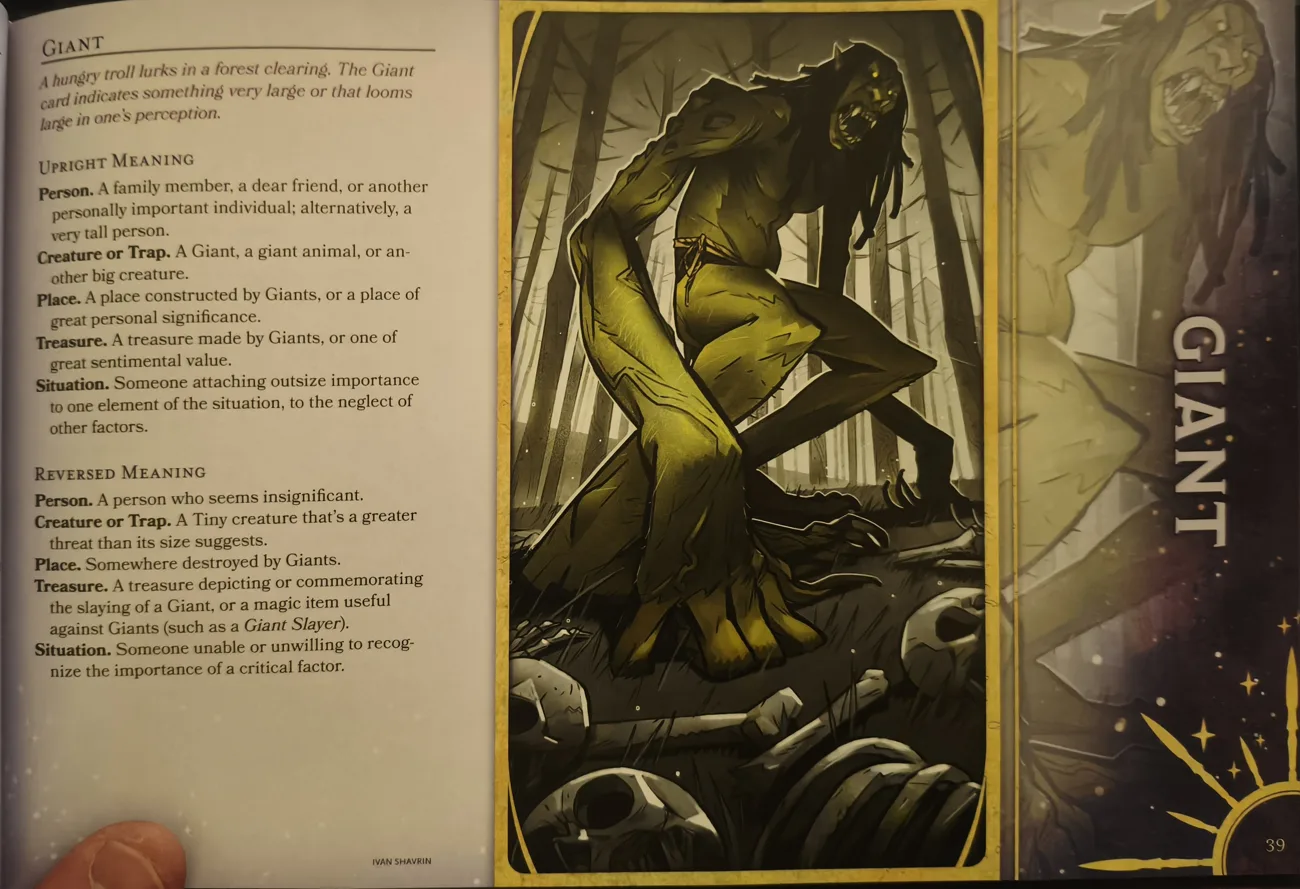 GIANT
A hungry troll lurks in a forest clearing. The Giant
card indicates something very large or that looms
large in one's perception.
UPRIGHT MEANING
Person. A family member, a dear friend, or another
personally important individual; alternatively, a
very tall person.
Creature or Trap. A Giant, a giant animal, or an-
other big creature.
Place. A place constructed by Giants, or a place of
great personal significance.
Treasure. A treasure made by Giants, or one of
great sentimental value.
Situation. Someone attaching outsize importance
to one element of the situation, to the neglect of
other factors.
REVERSED MEANING
Person. A person who seems insignificant.
Creature or Trap. A Tiny creature that's a greater
threat than its size suggests.
Place. Somewhere destroyed by Giants.
Treasure. A treasure depicting or commemorating
the slaying of a Giant, or a magic item useful
against Giants (such as a Giant Slayer).
Situation. Someone unable or unwilling to recog-
nize the importance of a critical factor.
IVAN SHAVRIN
GIANT
39